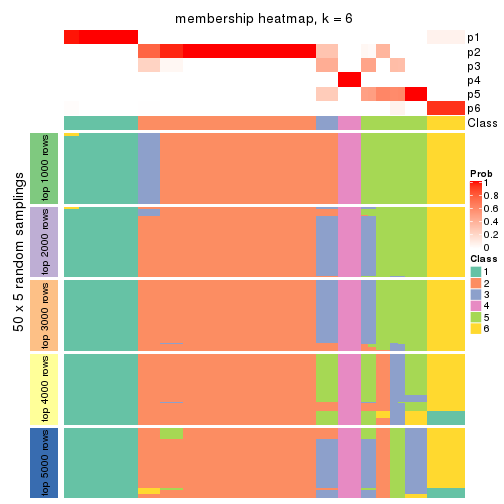 membership heatmap, k = 6
p1
p2
p3
p4
p5
p6
Class
50 x 5 random samplings
top 1000 rows
top 2000 rows
top 3000 rows
top 4000 rows
top 5000 rows
Prob
1
0.8
0.6
0.4
0.2
0
Class
1
2
3
4
5
6